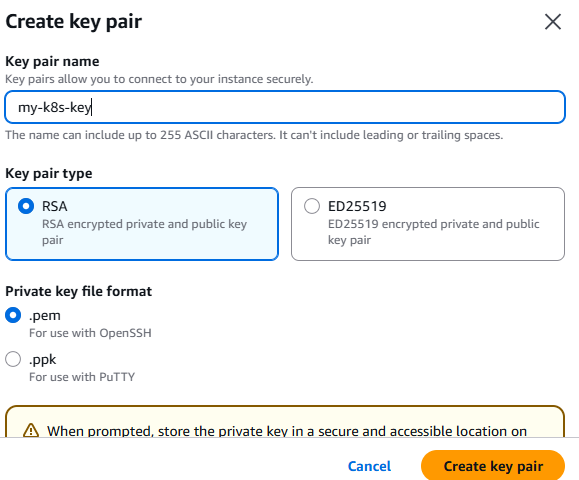 Create key pair
Key pair name
Key pairs allow you to connect to your instance securely.
my-k8s-key
The name can include up to 255 ASCII characters. It can't include leading or trailing spaces.
Key pair type
RSA
RSA encrypted private and public key
pair
ED25519
ED25519 encrypted private and public
key pair
Private key file format
.pem
For use with OpenSSH
.ppk
For use with PuTTY
When prompted, store the private key in a secure and accessible location on
Cancel
Create key pair